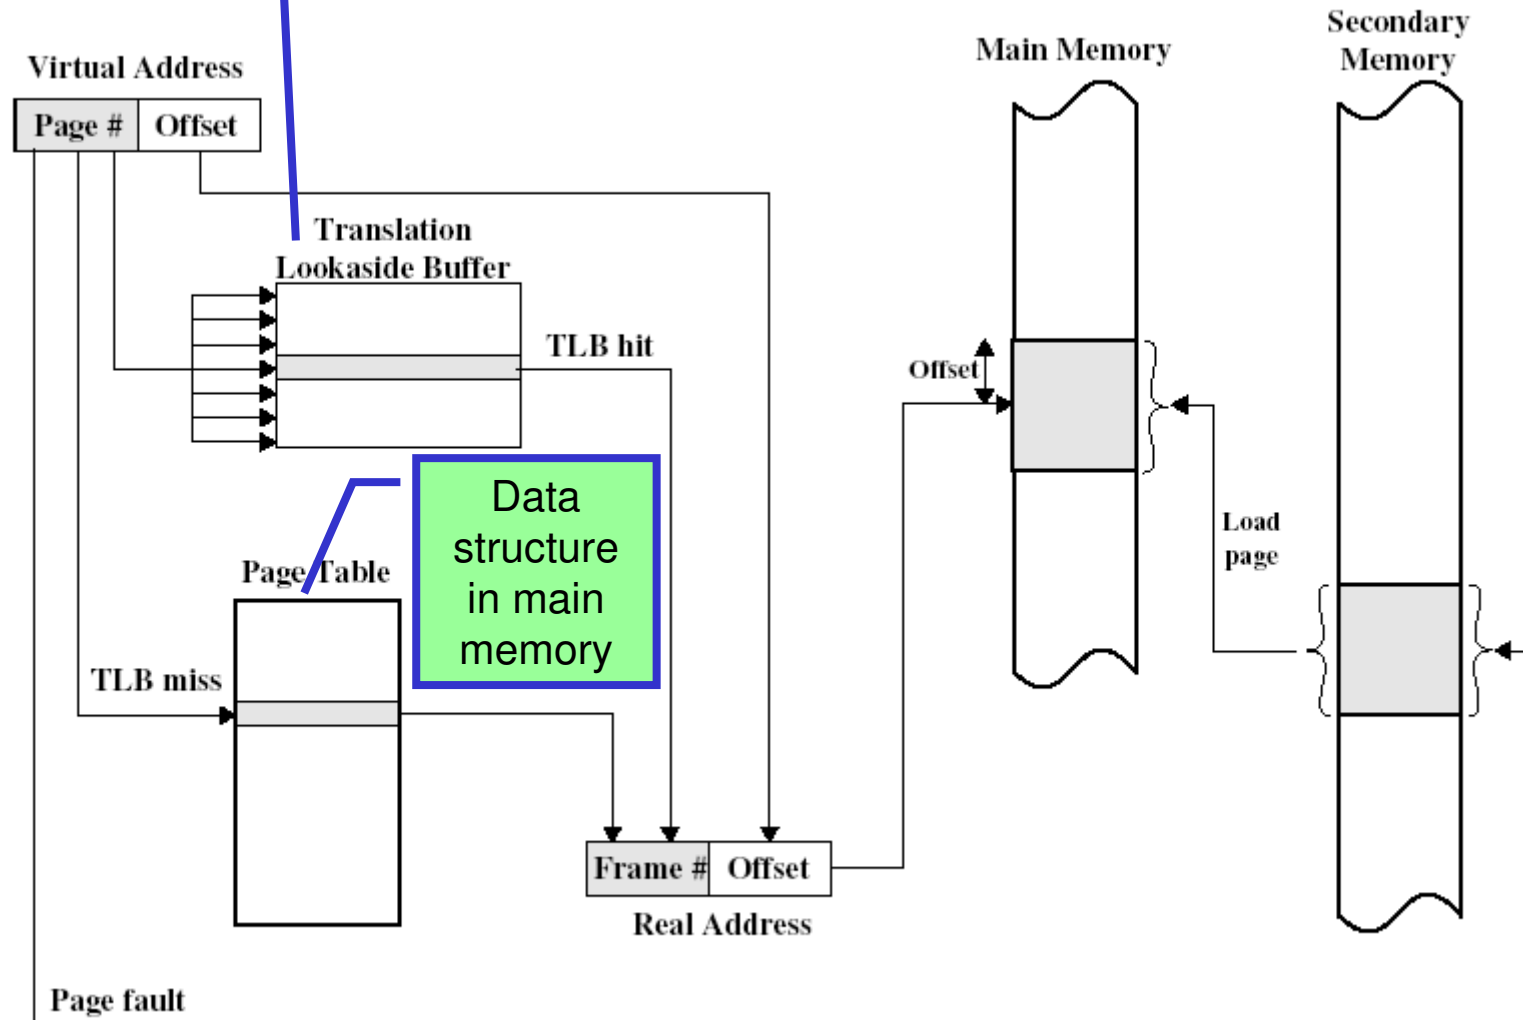 Virtual Address
Page #
Offset
Translation
Lookaside Buffer
TLB hit
Data
structure
in main
memory
Page Table
TLB miss
Frame #
Offset
Real Address
Page fault
Main Memory
Offset
Load
page
Secondary
Memory